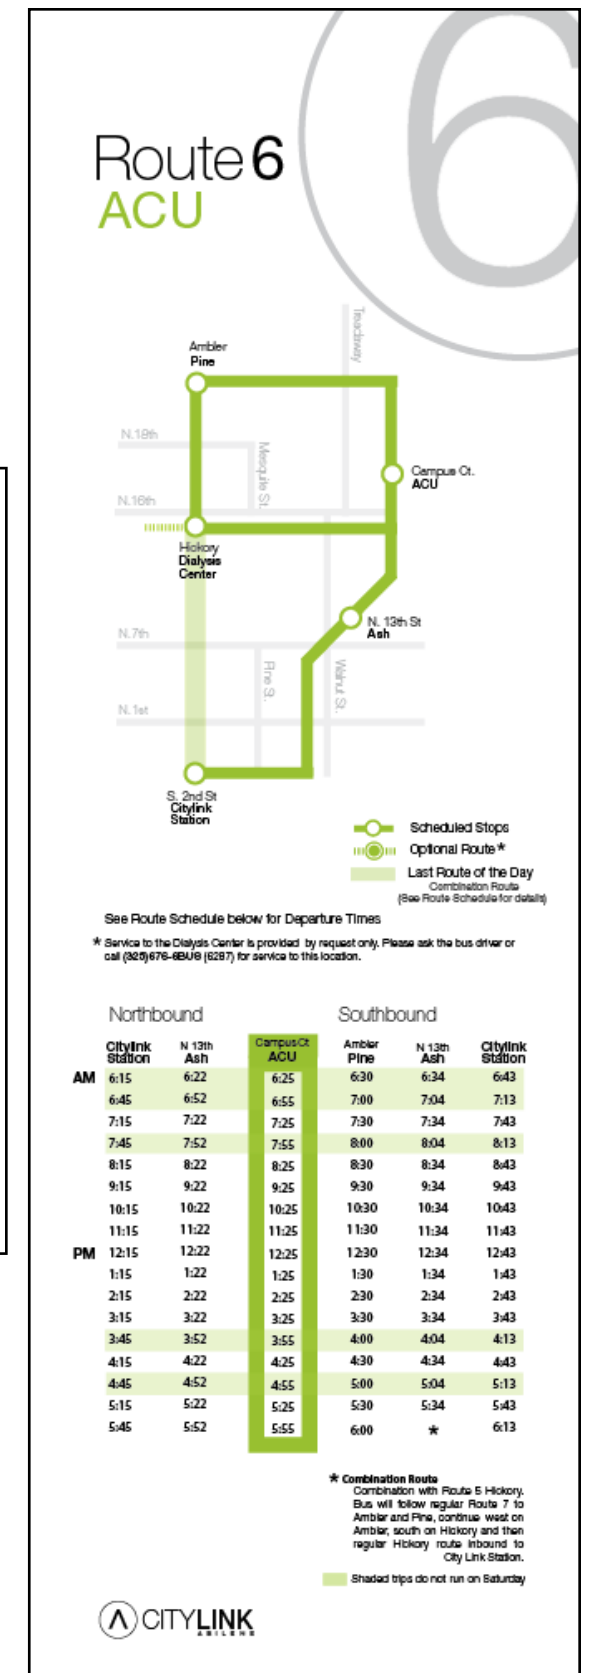 6
Route 6
ACU
Treadaway
Ambler
Pine
N.18th
Mesquite St.
Campus Ct.
ACU
N.16th
Hickory
Dialysis
Center
N. 13th St
Ash
N.7th
Pine St.
Walnut St.
N.1st
S. 2nd St
Citylink
Station
Scheduled Stops
Optional Route*
Last Route of the Day
Combination Route
(See Route Schedule for details)
See Route Schedule below for Departure Times
* Service to the Dialysis Center is provided by request only. Please ask the bus driver or
call (325)676-6BUS (6287) for service to this location.
Northbound Southbound
Citylink Station N 13th Ash Campus Ct ACU Ambler Pine N 13th Ash Citylink Station
AM 6:15 6:22 6:25 6:30 6:34 6:43
6:45 6:52 6:55 7:00 7:04 7:13
7:15 7:22 7:25 7:30 7:34 7:43
7:45 7:52 7:55 8:00 8:04 8:13
8:15 8:22 8:25 8:30 8:34 8:43
9:15 9:22 9:25 9:30 9:34 9:43
10:15 10:22 10:25 10:30 10:34 10:43
11:15 11:22 11:25 11:30 11:34 11:43
PM 12:15 12:22 12:25 12:30 12:34 12:43
1:15 1:22 1:25 1:30 1:34 1:43
2:15 2:22 2:25 2:30 2:34 2:43
3:15 3:22 3:25 3:30 3:34 3:43
3:45 3:52 3:55 4:00 4:04 4:13
4:15 4:22 4:25 4:30 4:34 4:43
4:45 4:52 4:55 5:00 5:04 5:13
5:15 5:22 5:25 5:30 5:34 5:43
5:45 5:52 5:55 6:00 * 6:13
* Combination Route
Combination with Route 5 Hickory.
Bus will follow regular Route 7 to
Ambler and Pine, continue west on
Ambler, south on Hickory and then
regular Hickory route inbound to
City Link Station.
Shaded trips do not run on Saturday
CITYLINK
ABILENE